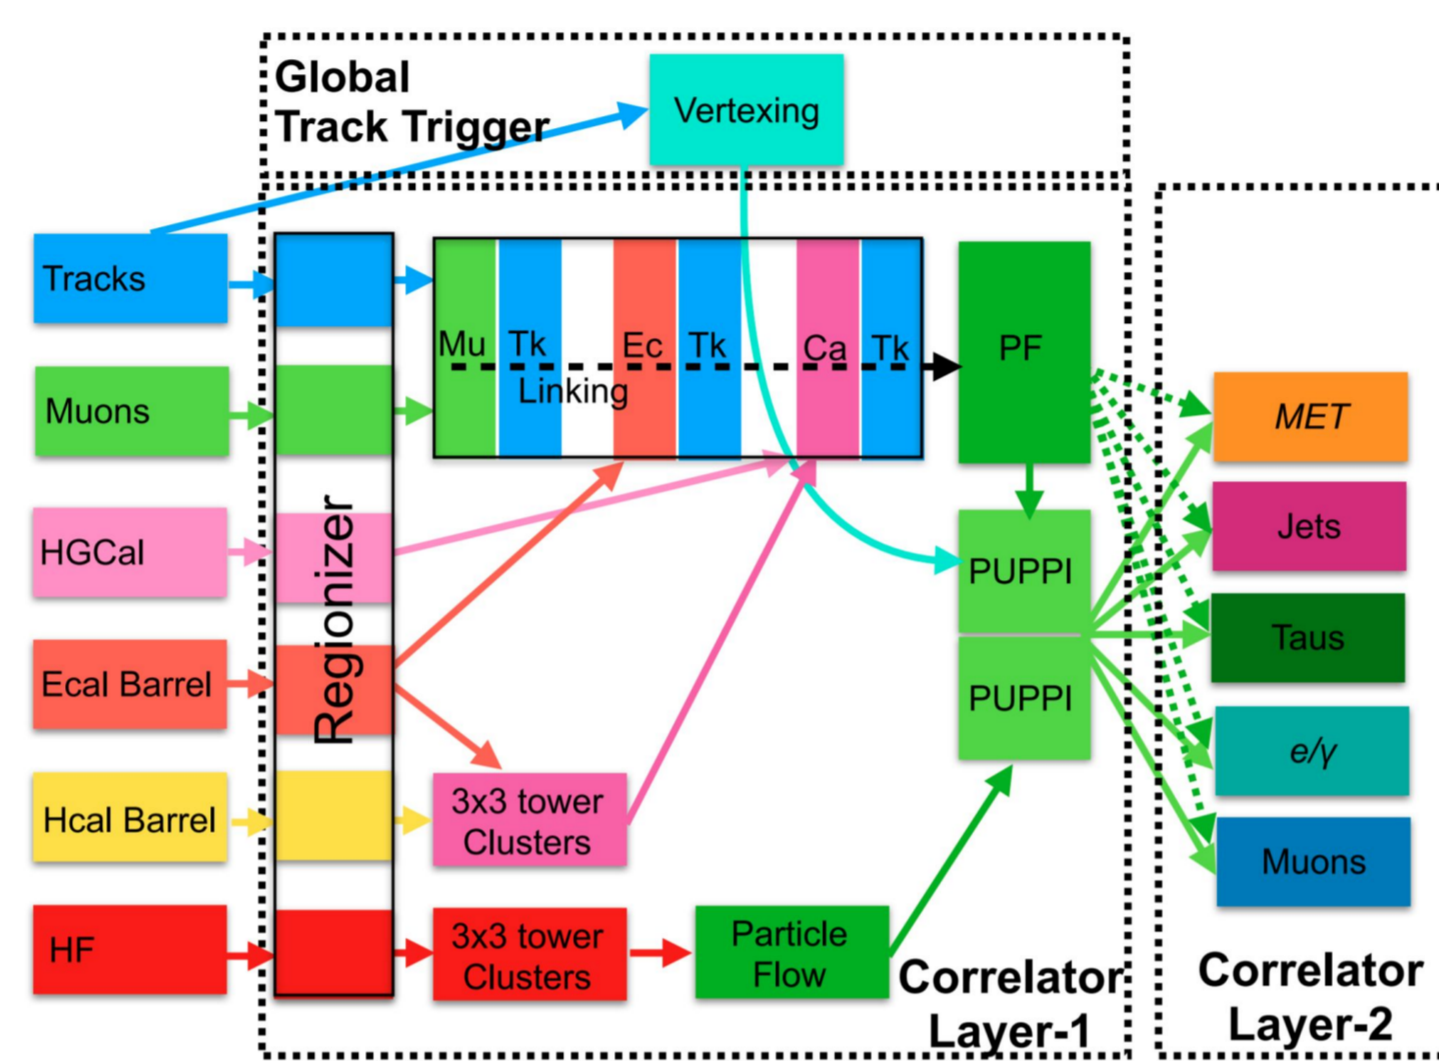 Global
Track Trigger
Vertexing
Tracks
Muons
HGCal
Ecal Barrel
Hcal Barrel
HF
Regionizer
Mu Tk Ec Tk Ca Tk
Linking
PF
PUPPI
PUPPI
3x3 tower
Clusters
3x3 tower
Clusters
Particle
Flow
Correlator
Layer-1
MET
Jets
Taus
e/γ
Muons
Correlator
Layer-2